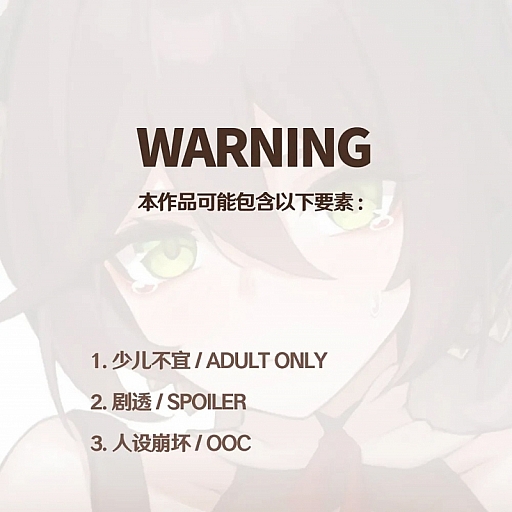 WARNING
本作品可能包含以下要素：
1. 少儿不宜 / ADULT ONLY
2. 剧透 / SPOILER
3. 人设崩坏 / OOC